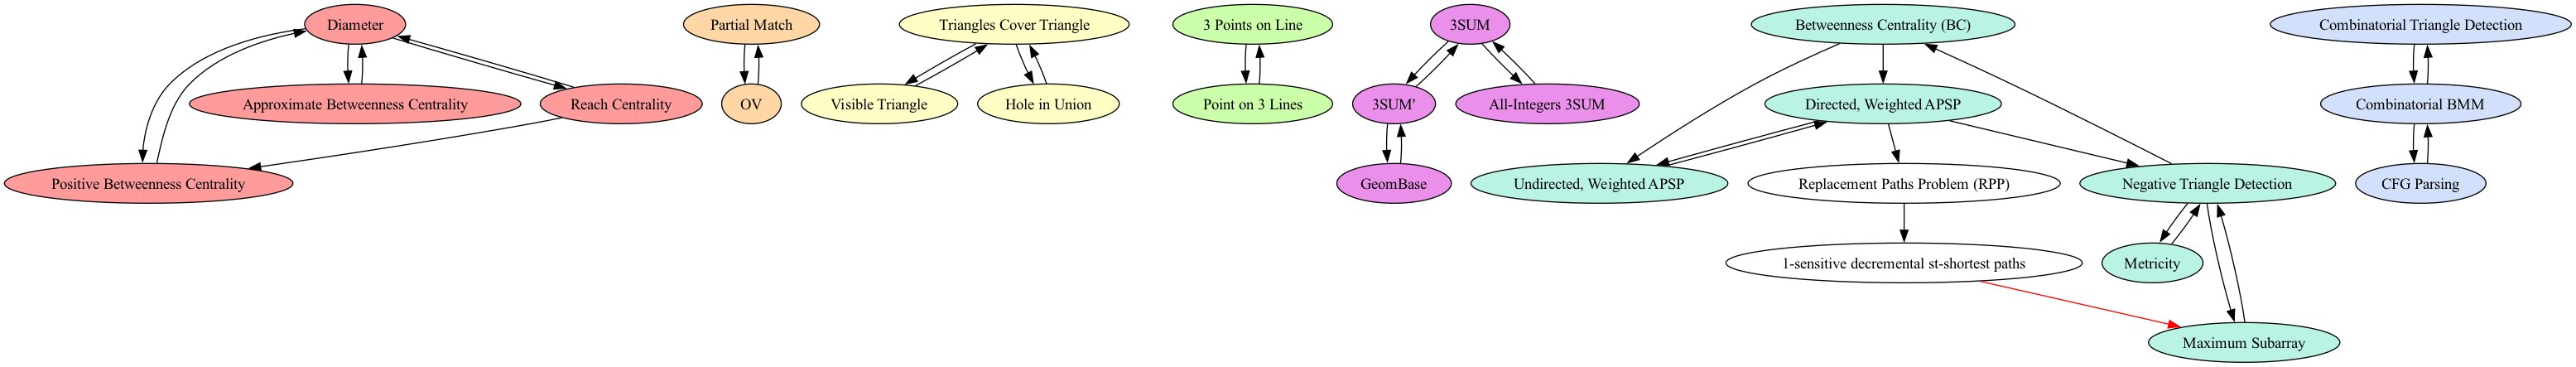 Diameter
Partial Match
Triangles Cover Triangle
3 Points on Line
3SUM
Betweenness Centrality (BC)
Combinatorial Triangle Detection
Approximate Betweenness Centrality
Reach Centrality
OV
Visible Triangle
Hole in Union
Point on 3 Lines
3SUM'
All-Integers 3SUM
Directed, Weighted APSP
Combinatorial BMM
Positive Betweenness Centrality
GeomBase
Undirected, Weighted APSP
Replacement Paths Problem (RPP)
Negative Triangle Detection
CFG Parsing
1-sensitive decremental st-shortest paths
Metricity
Maximum Subarray